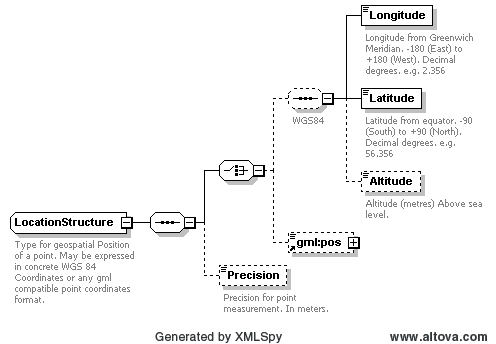 Longitude
Longitude from Greenwich
Meridian. -180 (East) to
+180 (West). Decimal
degrees. e.g. 2.356
Latitude
Latitude from equator. -90
(South) to +90 (North).
Decimal degrees. e.g.
56.356
WGS84
Altitude
Altitude (metres) Above sea
level.
LocationStructure
Type for geospatial Position
of a point. May be expressed
in concrete WGS 84
Coordinates or any gml
compatible point coordinates
format.
gml:pos
Precision
Precision for point
measurement. In meters.
Generated by XMLSpy
www.altova.com